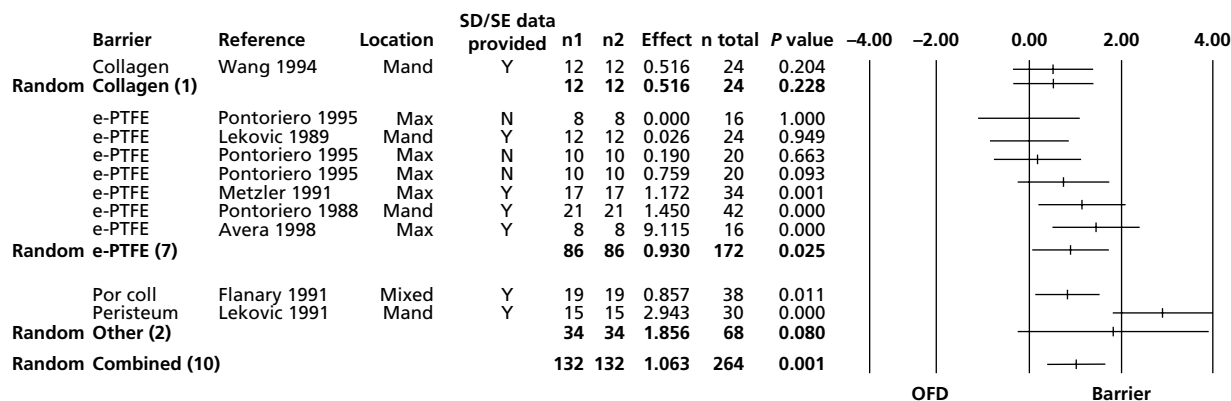 SD/SE data
Barrier Reference Location provided n1 n2 Effect n total P value –4.00 –2.00 0.00 2.00 4.00
Collagen Wang 1994 Mand Y 12 12 0.516 24 0.204
Random Collagen (1) 12 12 0.516 24 0.228
e-PTFE Pontoriero 1995 Max N 8 8 0.000 16 1.000
e-PTFE Lekovic 1989 Mand Y 12 12 0.026 24 0.949
e-PTFE Pontoriero 1995 Max N 10 10 0.190 20 0.663
e-PTFE Pontoriero 1995 Max N 10 10 0.759 20 0.093
e-PTFE Metzler 1991 Max Y 17 17 1.172 34 0.001
e-PTFE Pontoriero 1988 Mand Y 21 21 1.450 42 0.000
e-PTFE Avera 1998 Max Y 8 8 9.115 16 0.000
Random e-PTFE (7) 86 86 0.930 172 0.025
Por coll Flanary 1991 Mixed Y 19 19 0.857 38 0.011
Peristeum Lekovic 1991 Mand Y 15 15 2.943 30 0.000
Random Other (2) 34 34 1.856 68 0.080
Random Combined (10) 132 132 1.063 264 0.001
OFD Barrier